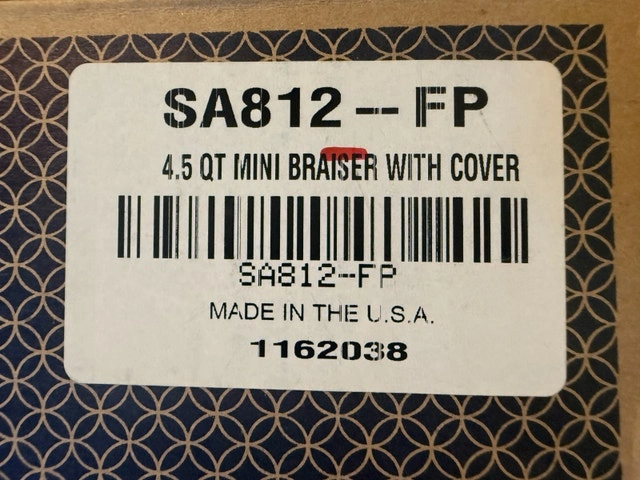 SA812--FP
4.5 QT MINI BRAISER WITH COVER
SA812--FP
MADE IN THE U.S.A.
1162038